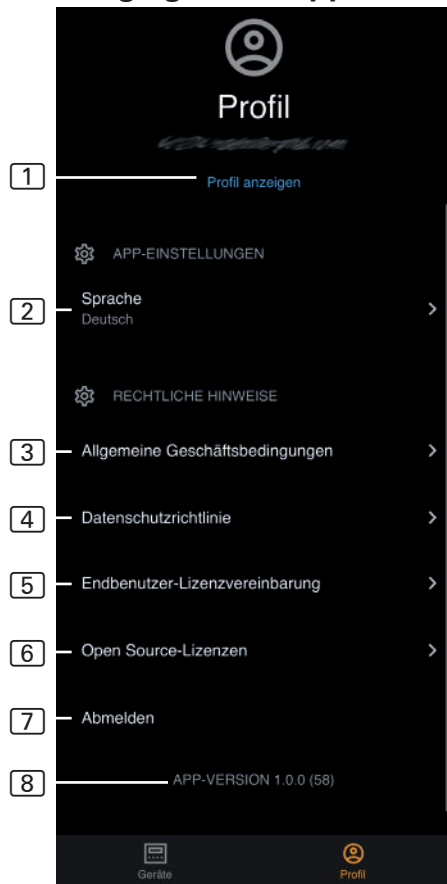 Profil
1
Profil anzeigen
APP-EINSTELLUNGEN
2
Sprache
Deutsch
RECHTLICHE HINWEISE
3
Allgemeine Geschäftsbedingungen
4
Datenschutzrichtlinie
5
Endbenutzer-Lizenzvereinbarung
6
Open Source-Lizenzen
7
Abmelden
8
APP-VERSION 1.0.0 (58)
Geräte
Profil